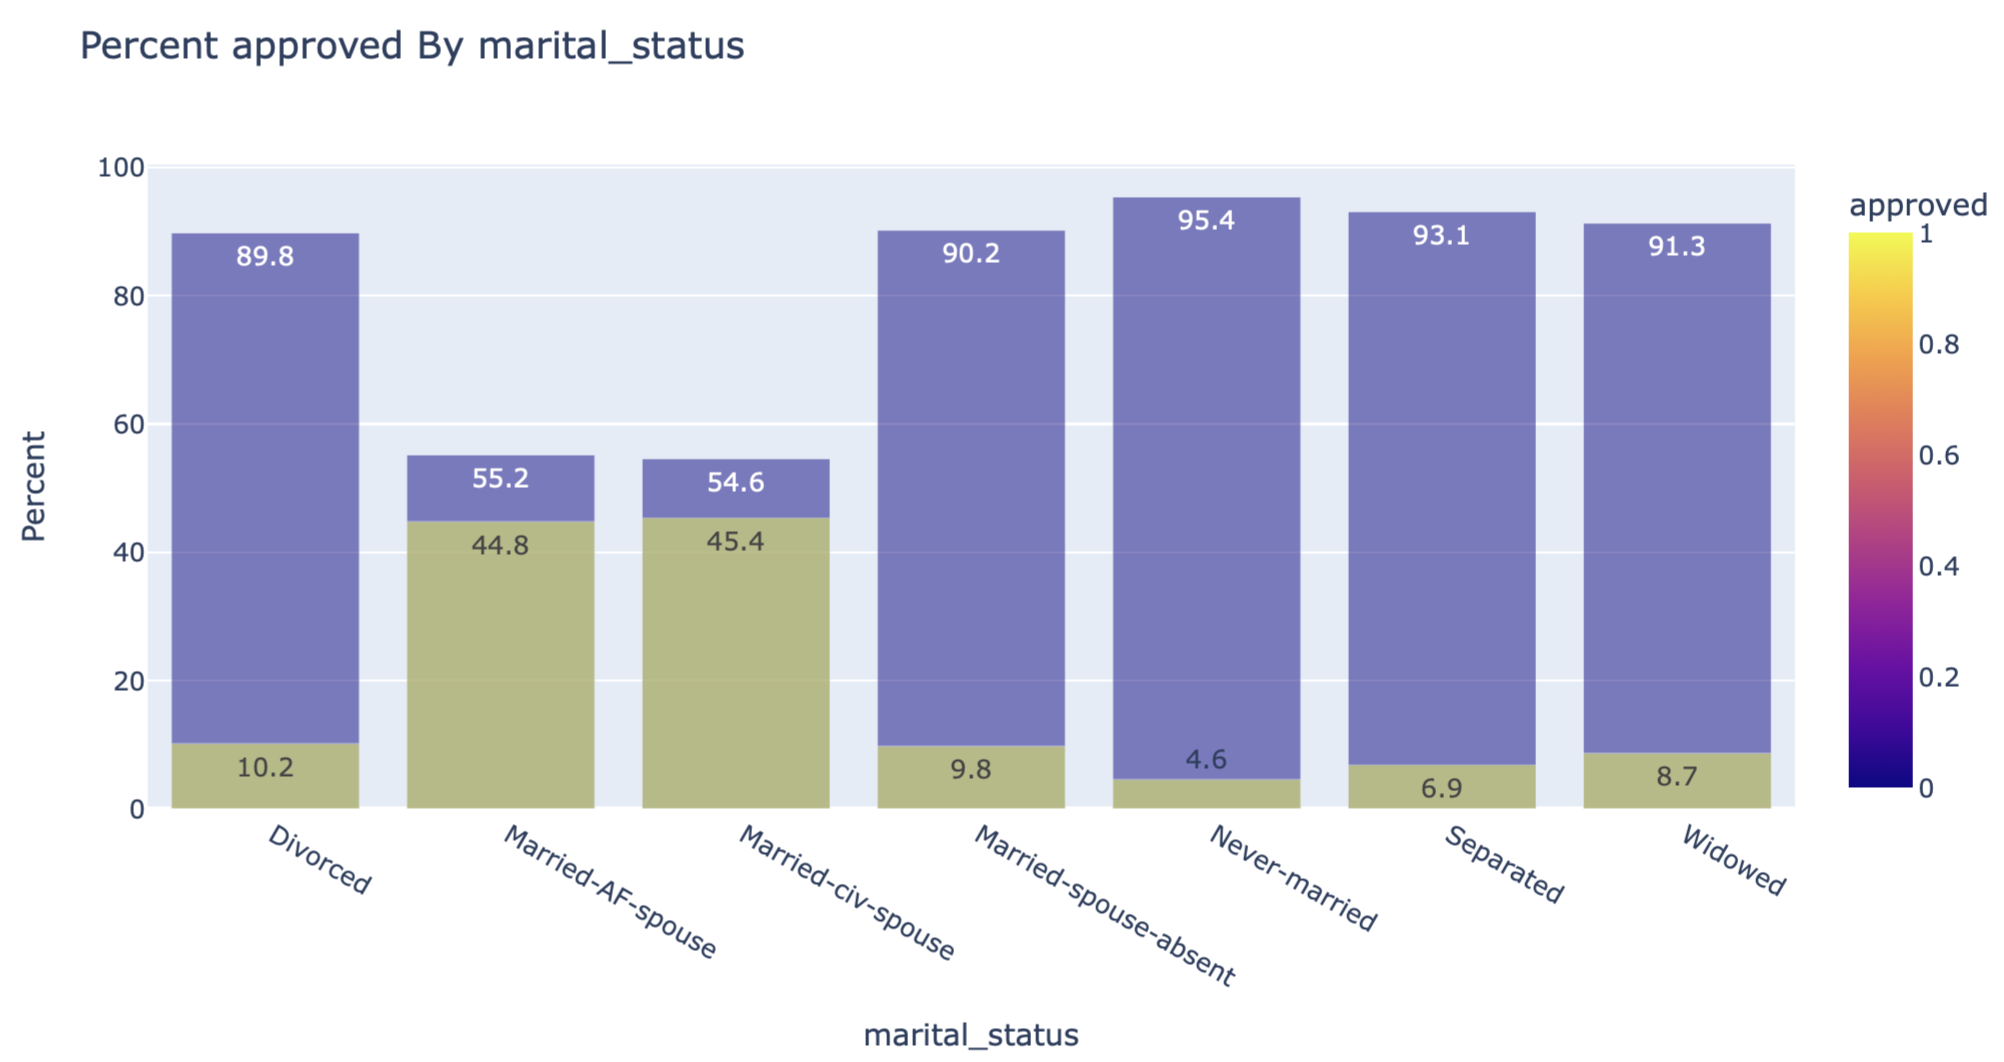 Percent approved By marital_status
Percent
100
80
60
40
20
0
89.8
55.2
54.6
90.2
95.4
93.1
91.3
10.2
44.8
45.4
9.8
4.6
6.9
8.7
Divorced
Married-AF-spouse
Married-civ-spouse
Married-spouse-absent
Never-married
Separated
Widowed
marital_status
approved
1
0.8
0.6
0.4
0.2
0